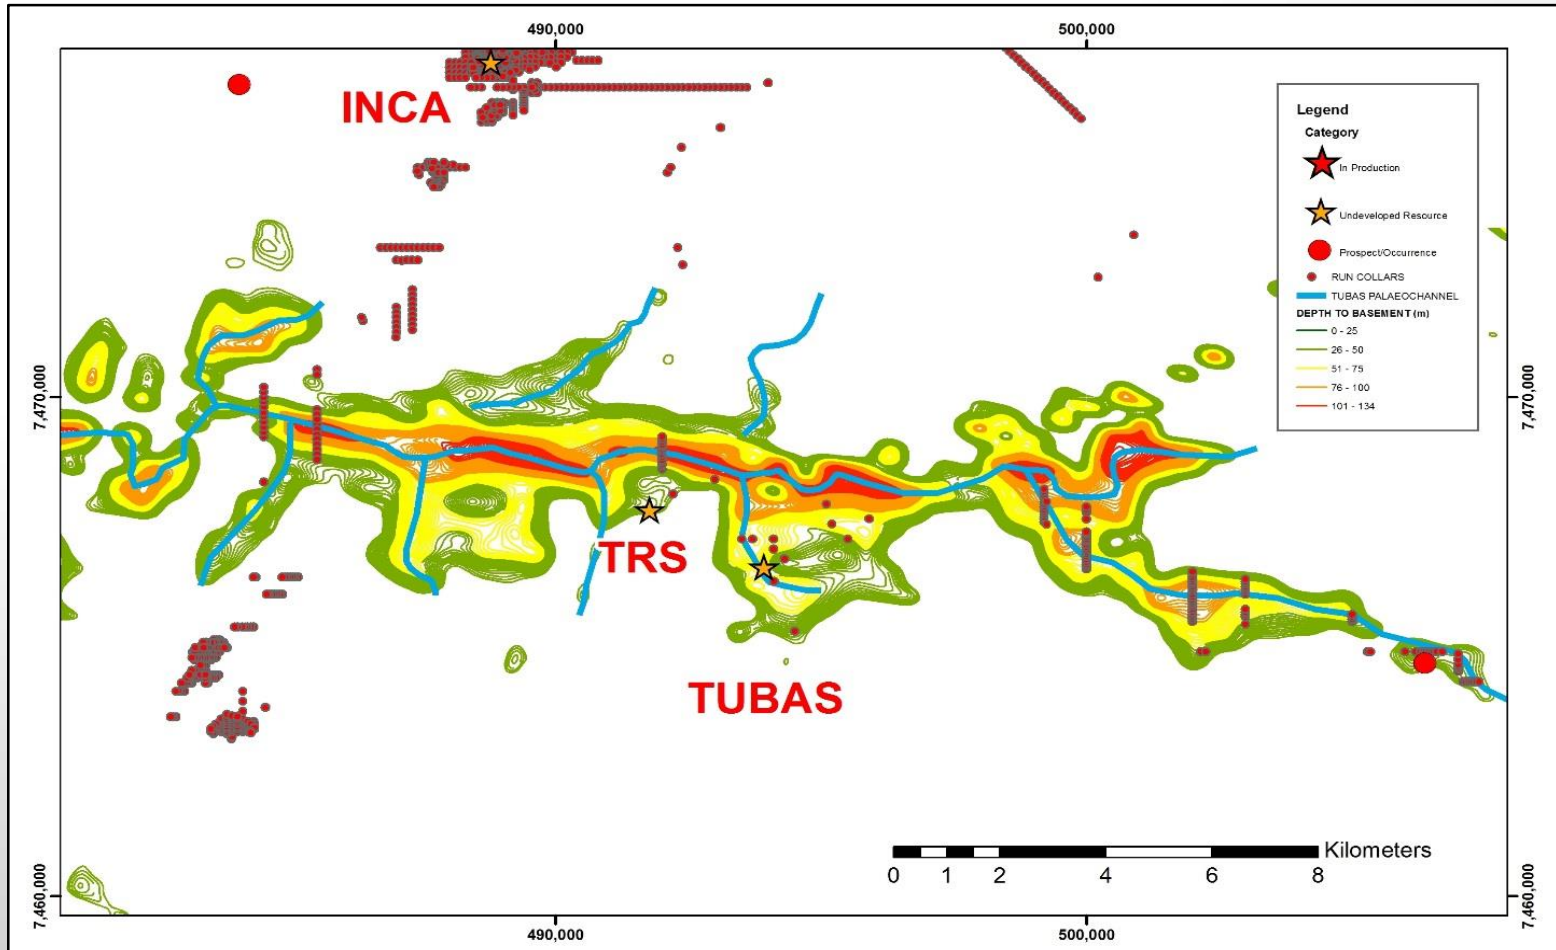 490,000
500,000
INCA
Legend
Category
In Production
Undeveloped Resource
Prospect/Occurrence
RUN COLLARS
TUBAS PALAEOCHANNEL
DEPTH TO BASEMENT (m)
0 - 25
26 - 50
51 - 75
76 - 100
101 - 134
7,470,000
7,470,000
TRS
TUBAS
Kilometers
0 1 2 4 6 8
7,460,000
7,460,000
490,000
500,000